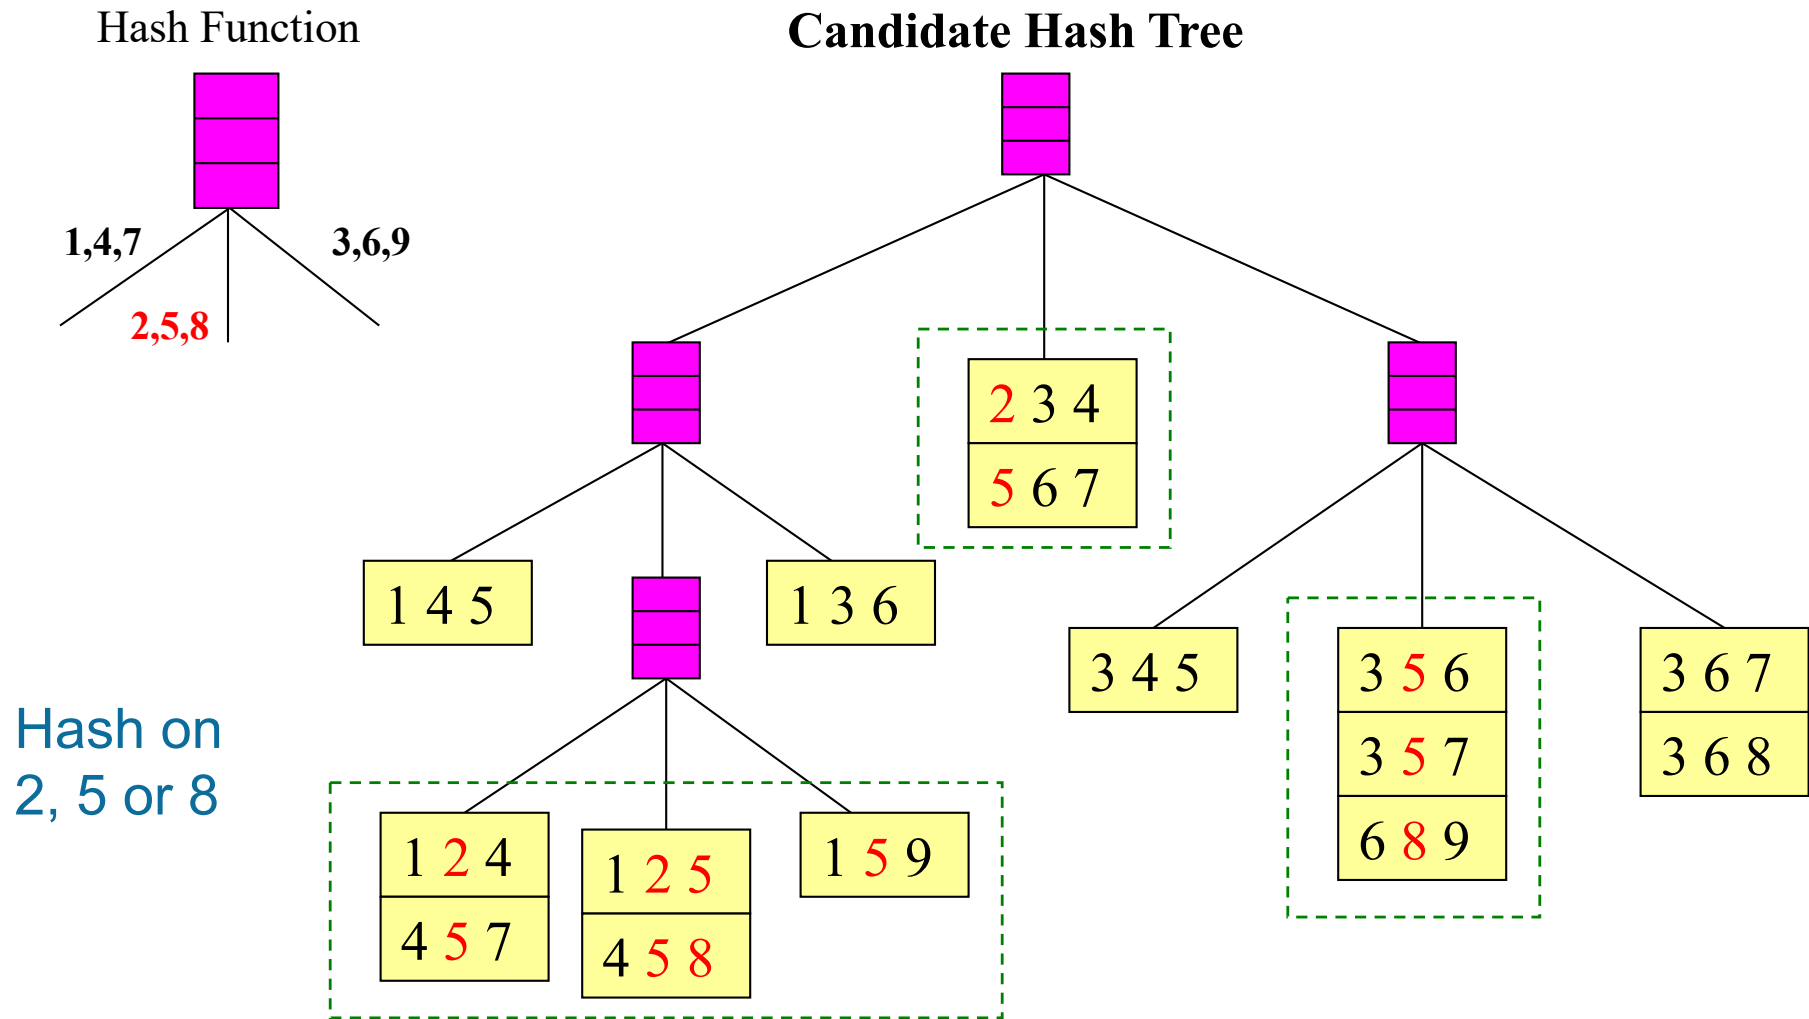 Hash Function
Candidate Hash Tree
1,4,7
3,6,9
2,5,8
2 3 4
5 6 7
1 4 5
1 3 6
3 4 5
3 5 6
3 5 7
6 8 9
3 6 7
3 6 8
Hash on
2, 5 or 8
1 2 4
4 5 7
1 2 5
4 5 8
1 5 9